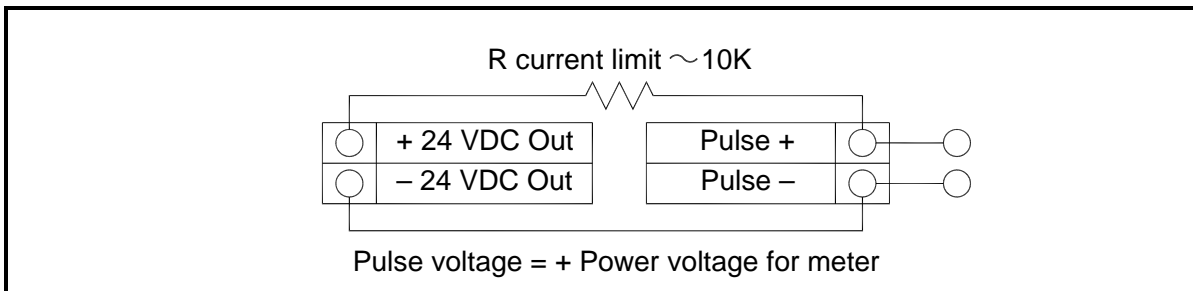 R current limit ~10K
+ 24 VDC Out
Pulse +
– 24 VDC Out
Pulse –
Pulse voltage = + Power voltage for meter